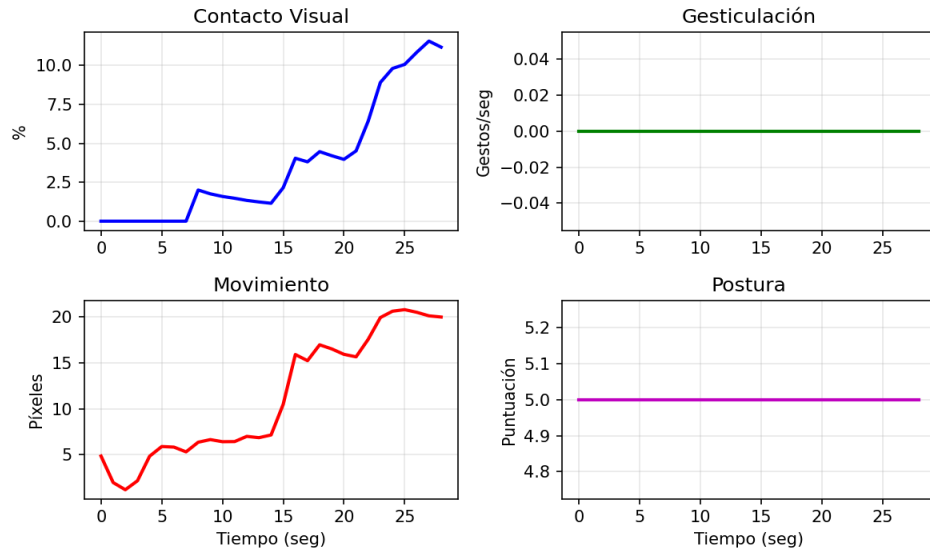 Contacto Visual
%
10.0
7.5
5.0
2.5
0.0
0 5 10 15 20 25
Gesticulación
Gestos/seg
0.04
0.02
0.00
−0.02
−0.04
0 5 10 15 20 25
Movimiento
Píxeles
20
15
10
5
0 5 10 15 20 25
Tiempo (seg)
Postura
Puntuación
5.2
5.1
5.0
4.9
4.8
0 5 10 15 20 25
Tiempo (seg)